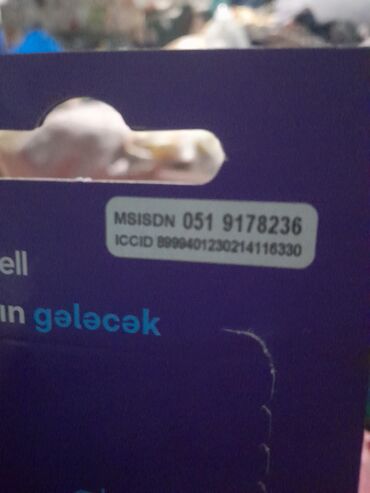 MSISDN 051 9178236
ICCID 8999401230214116330
ell
ın gələcək